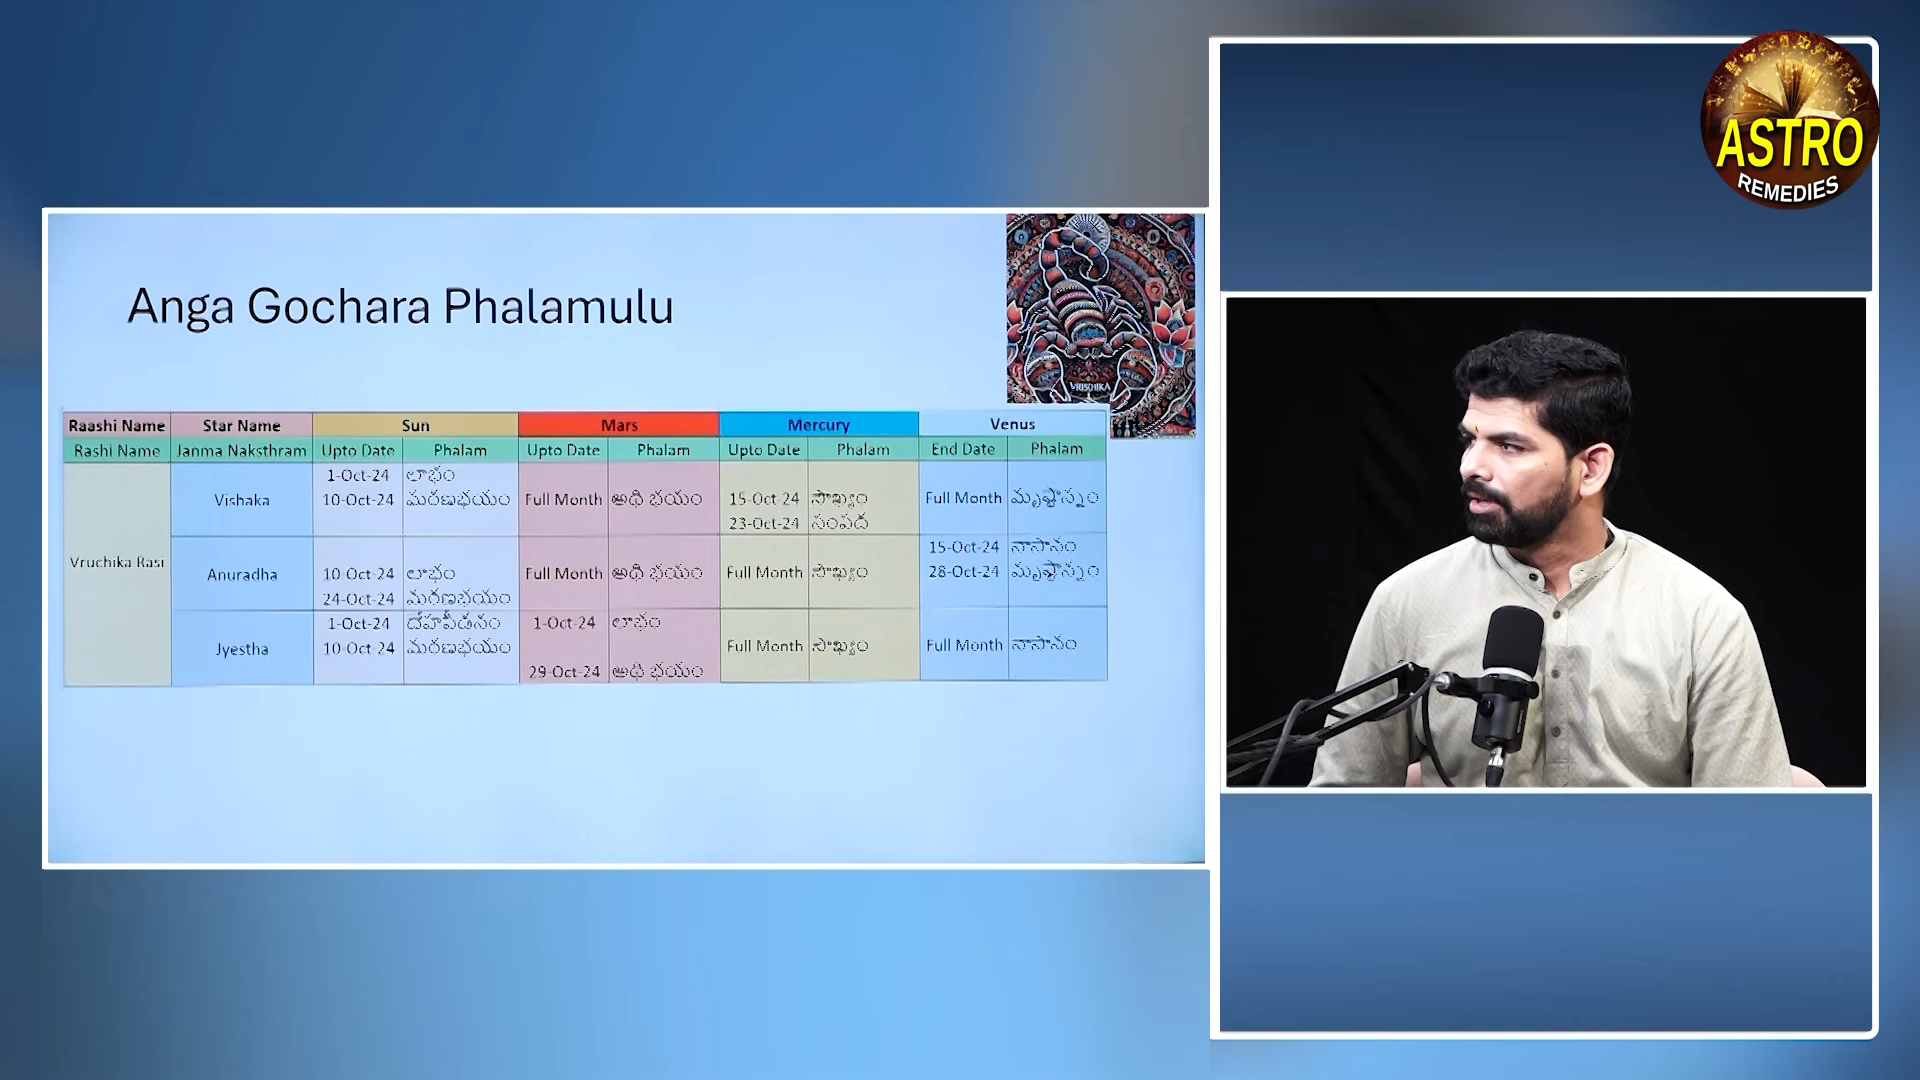 ASTRO
REMEDIES
VRISCHIKA
Anga Gochara Phalamulu
Raashi Name Star Name Sun Mars Mercury Venus
Rashi Name Janma Naksthram Upto Date Phalam Upto Date Phalam Upto Date Phalam End Date Phalam
Vruchika Rasi
1-Oct-24 లాభం
Vishaka 10-Oct-24 మరణభయం Full Month అధి భయం 15-Oct-24 సౌఖ్యం Full Month మృష్టాన్నం
23-Oct-24 సంపద
15-Oct-24
Anuradha 10-Oct-24 లాభం Full Month అధి భయం Full Month సౌఖ్యం 28-Oct-24 మృష్టాన్నం
24-Oct-24 మరణభయం
1-Oct-24 దేహపీడనం 1-Oct-24 లాభం
Jyestha 10-Oct-24 మరణభయం Full Month సౌఖ్యం Full Month
29-Oct-24 అధి భయం